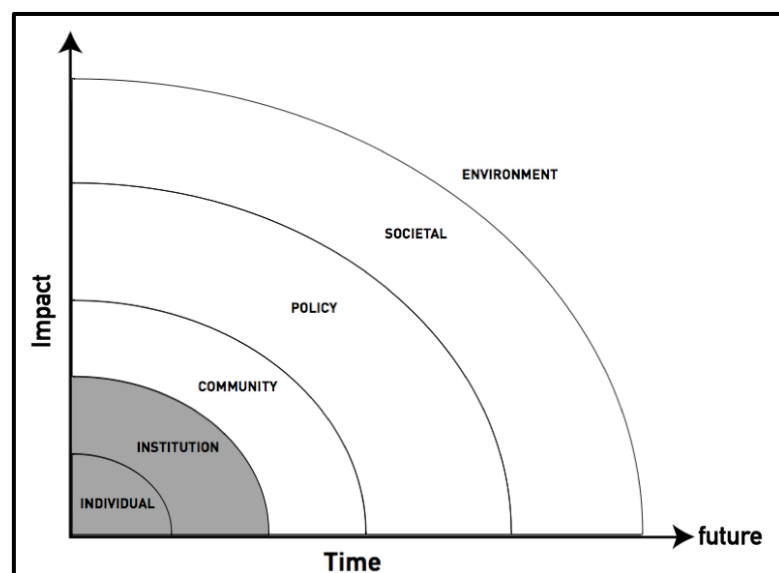 ENVIRONMENT
SOCIETAL
POLICY
Impact
COMMUNITY
INSTITUTION
INDIVIDUAL
future
Time